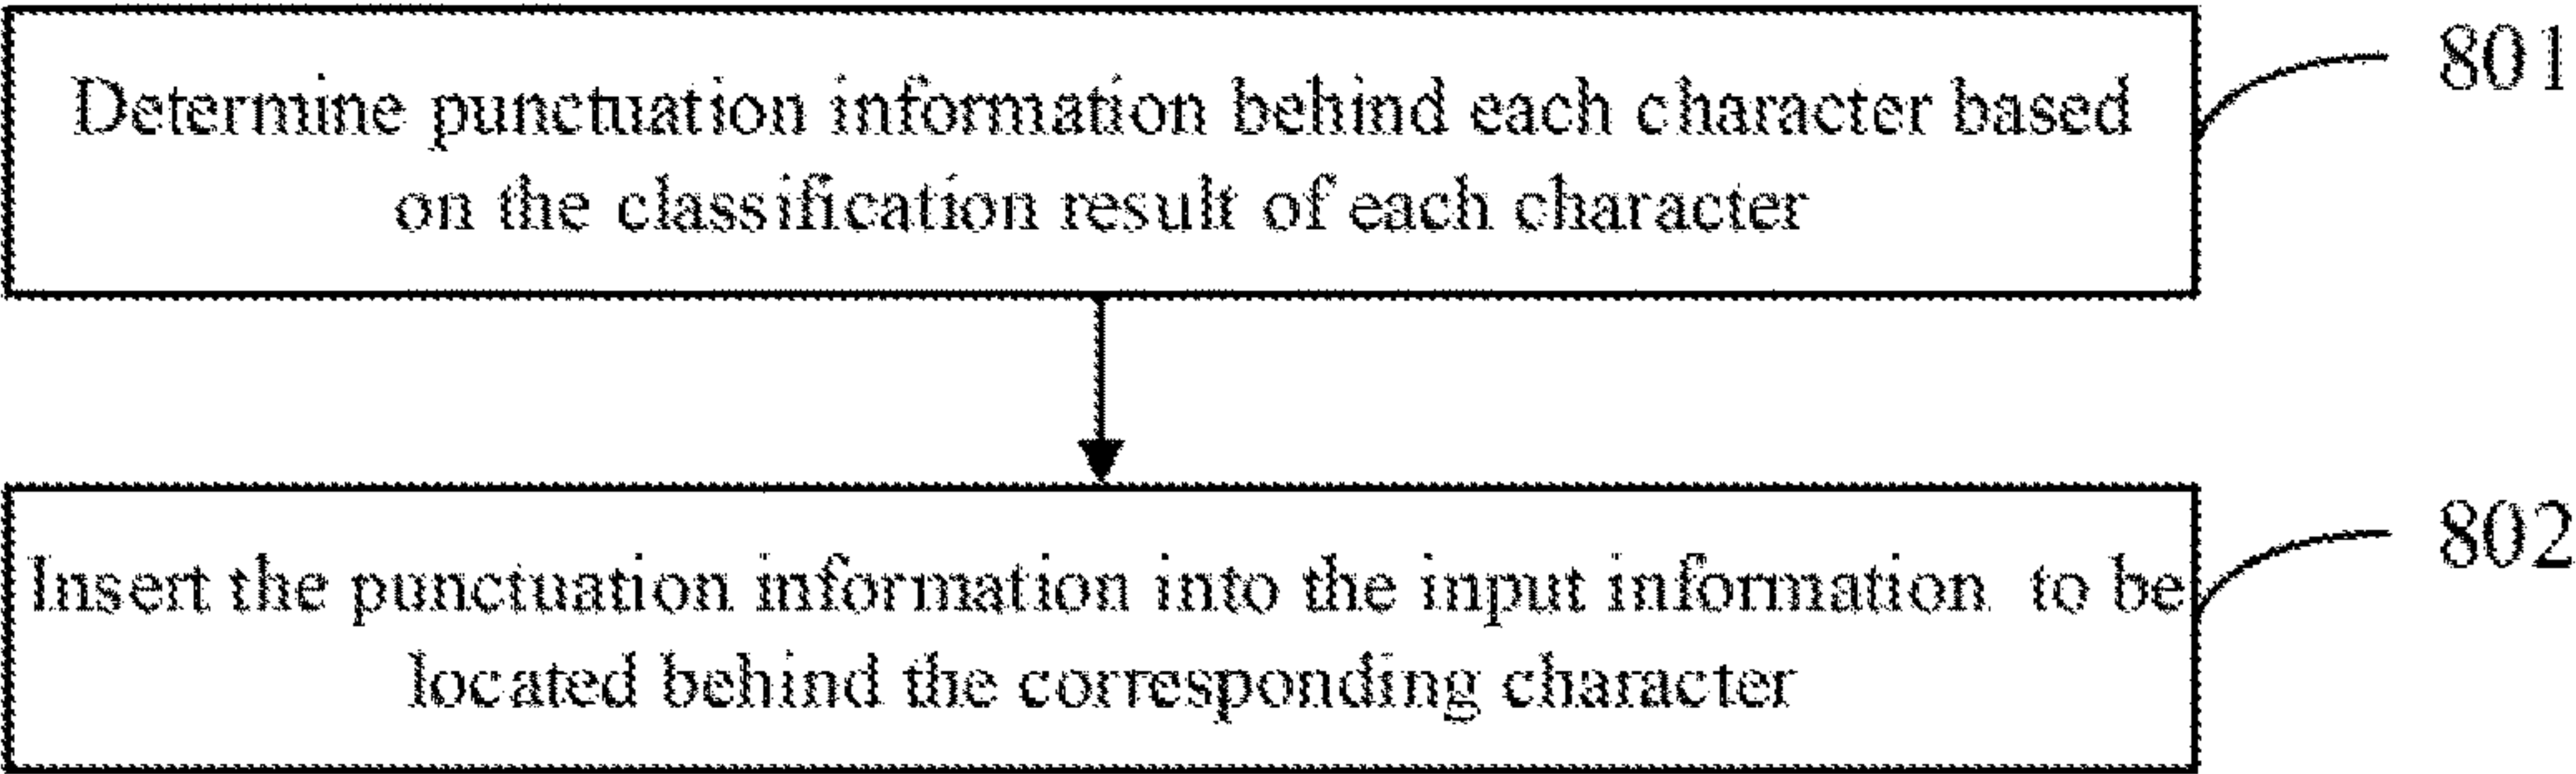 Determine punctuation information behind each character based
on the classification result of each character
801
Insert the punctuation information into the input information to be
located behind the corresponding character
802